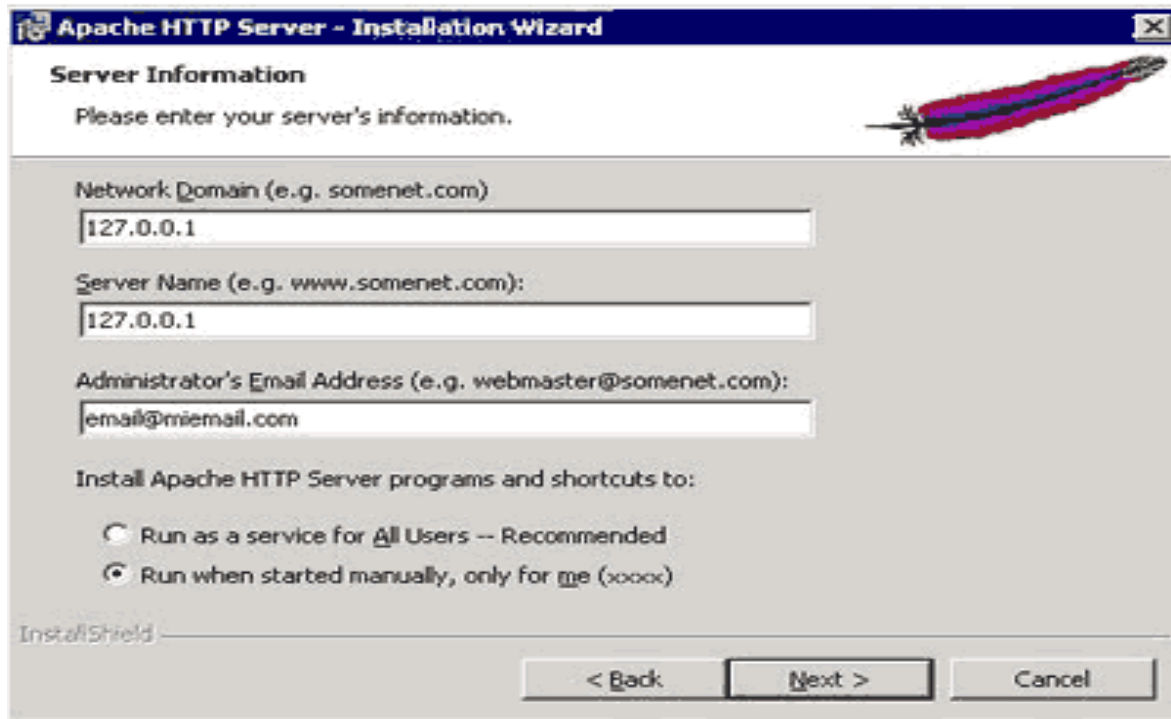 Apache HTTP Server - Installation Wizard
Server Information
Please enter your server's information.
Network Domain (e.g. somenet.com)
127.0.0.1
Server Name (e.g. www.somenet.com):
127.0.0.1
Administrator's Email Address (e.g. webmaster@somenet.com):
email@miemail.com
Install Apache HTTP Server programs and shortcuts to:
Run as a service for All Users -- Recommended
Run when started manually, only for me (xxxx)
InstallShield
< Back Next > Cancel